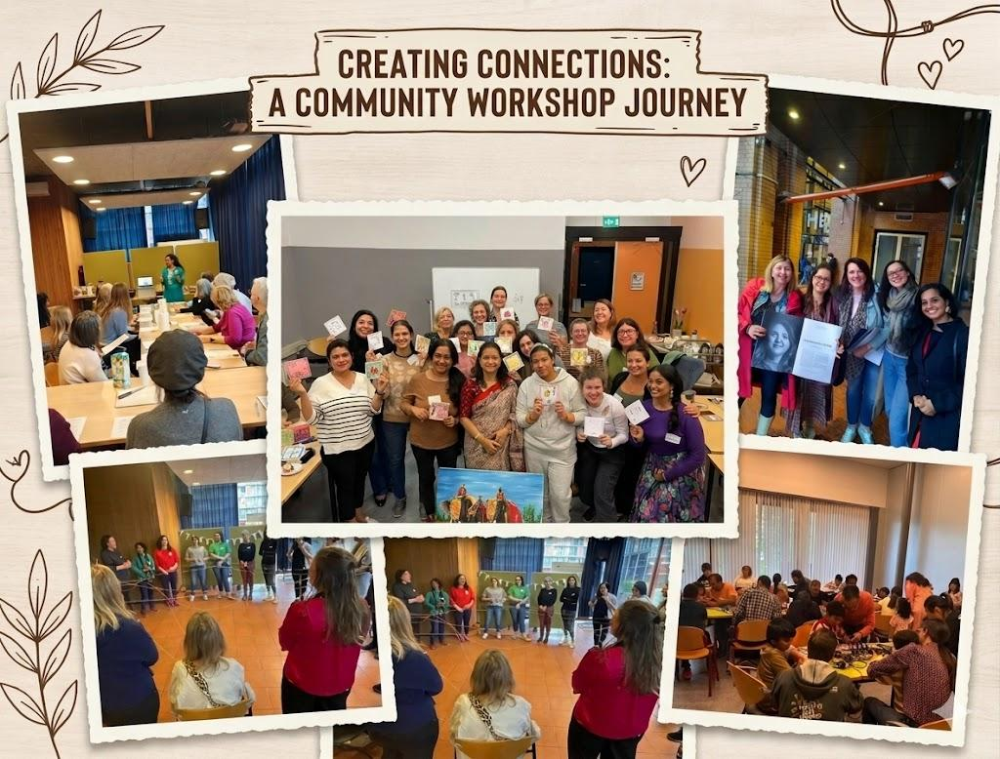 CREATING CONNECTIONS:
A COMMUNITY WORKSHOP JOURNEY